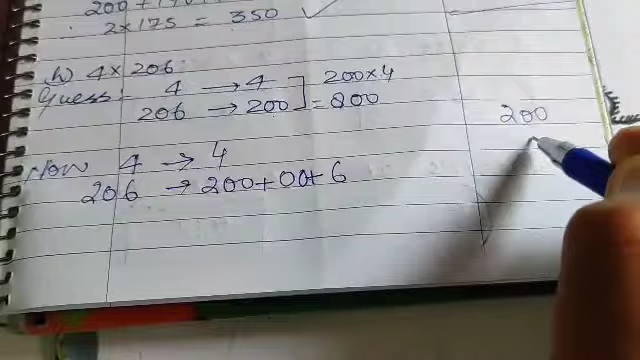 200+
2×175 = 350
h) 4×206
Guess: 4 → 4 200×4
206 → 200 = 800
200
Now 4 → 4
206 → 200+00+6